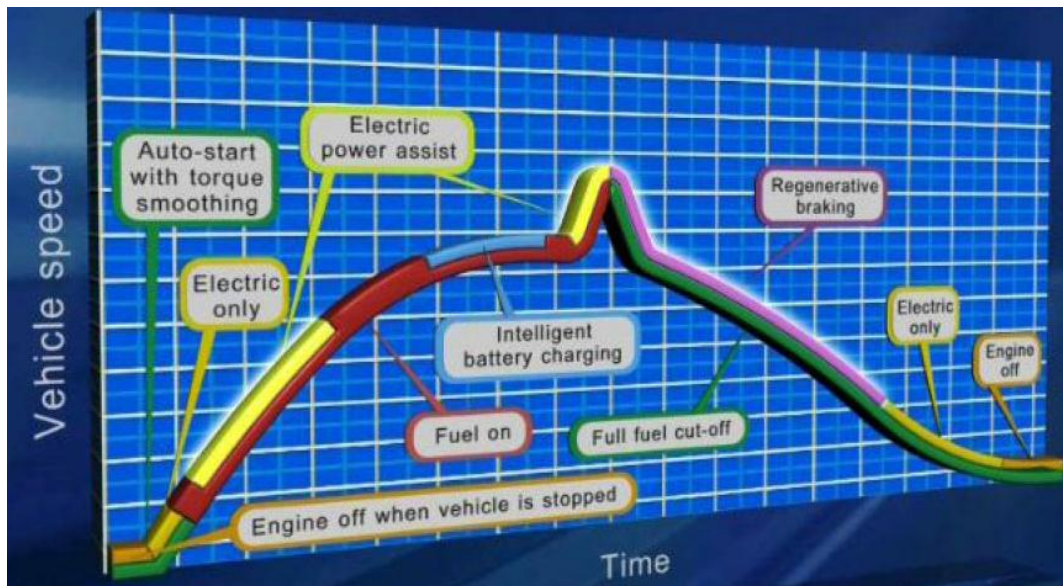 Vehicle speed
Auto-start
with torque
smoothing
Electric
power assist
Electric
only
Regenerative
braking
Intelligent
battery charging
Fuel on
Full fuel cut-off
Electric
only
Engine
off
Engine off when vehicle is stopped
Time